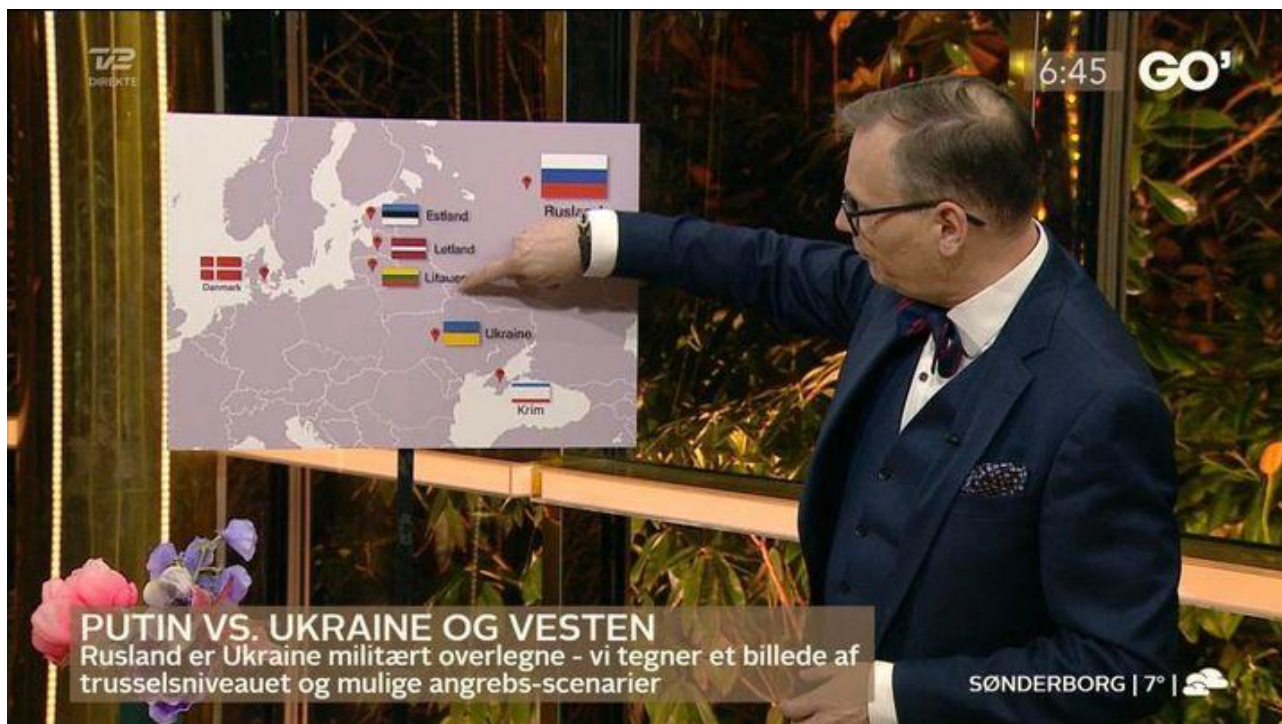 TV2
DIREKTE
6:45
GO'
Rusland
Estland
Letland
Litauen
Danmark
Ukraine
Krim
PUTIN VS. UKRAINE OG VESTEN
Rusland er Ukraine militært overlegne - vi tegner et billede af
trusselsniveauet og mulige angrebs-scenarier
SØNDERBORG | 7° |